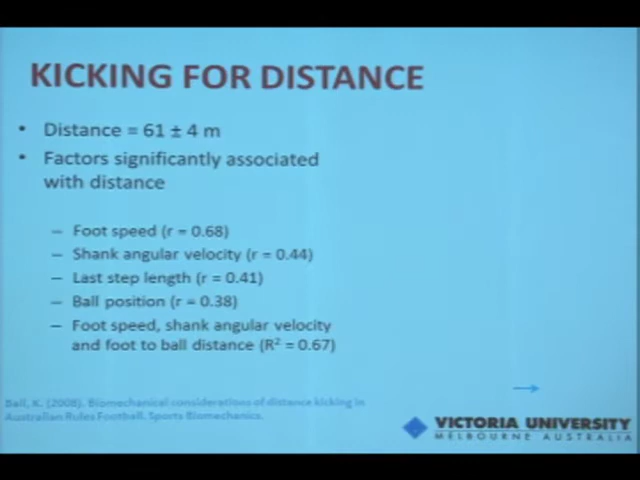 KICKING FOR DISTANCE
• Distance = 61 ± 4 m
• Factors significantly associated
with distance
– Foot speed (r = 0.68)
– Shank angular velocity (r = 0.44)
– Last step length (r = 0.41)
– Ball position (r = 0.38)
– Foot speed, shank angular velocity
and foot to ball distance (R² = 0.67)
Ball, K. (2008). Biomechanical considerations of distance kicking in
Australian Rules Football. Sports Biomechanics.
VICTORIA UNIVERSITY
MELBOURNE AUSTRALIA